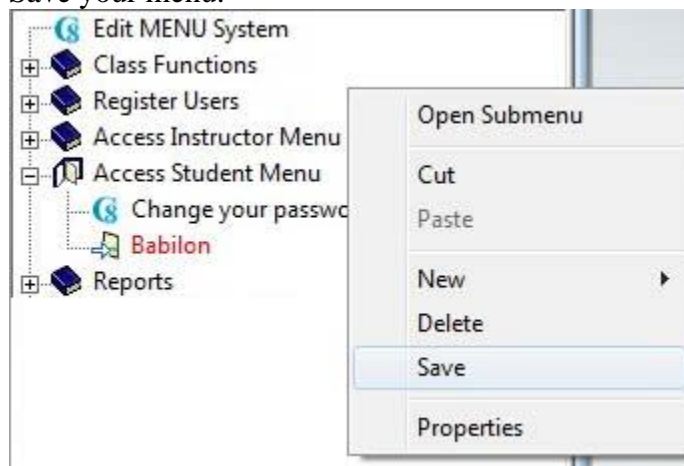 Save your menu.
Edit MENU System
Class Functions
Register Users
Access Instructor Menu
Access Student Menu
Change your passwo
Babilon
Reports
Open Submenu
Cut
Paste
New
Delete
Save
Properties